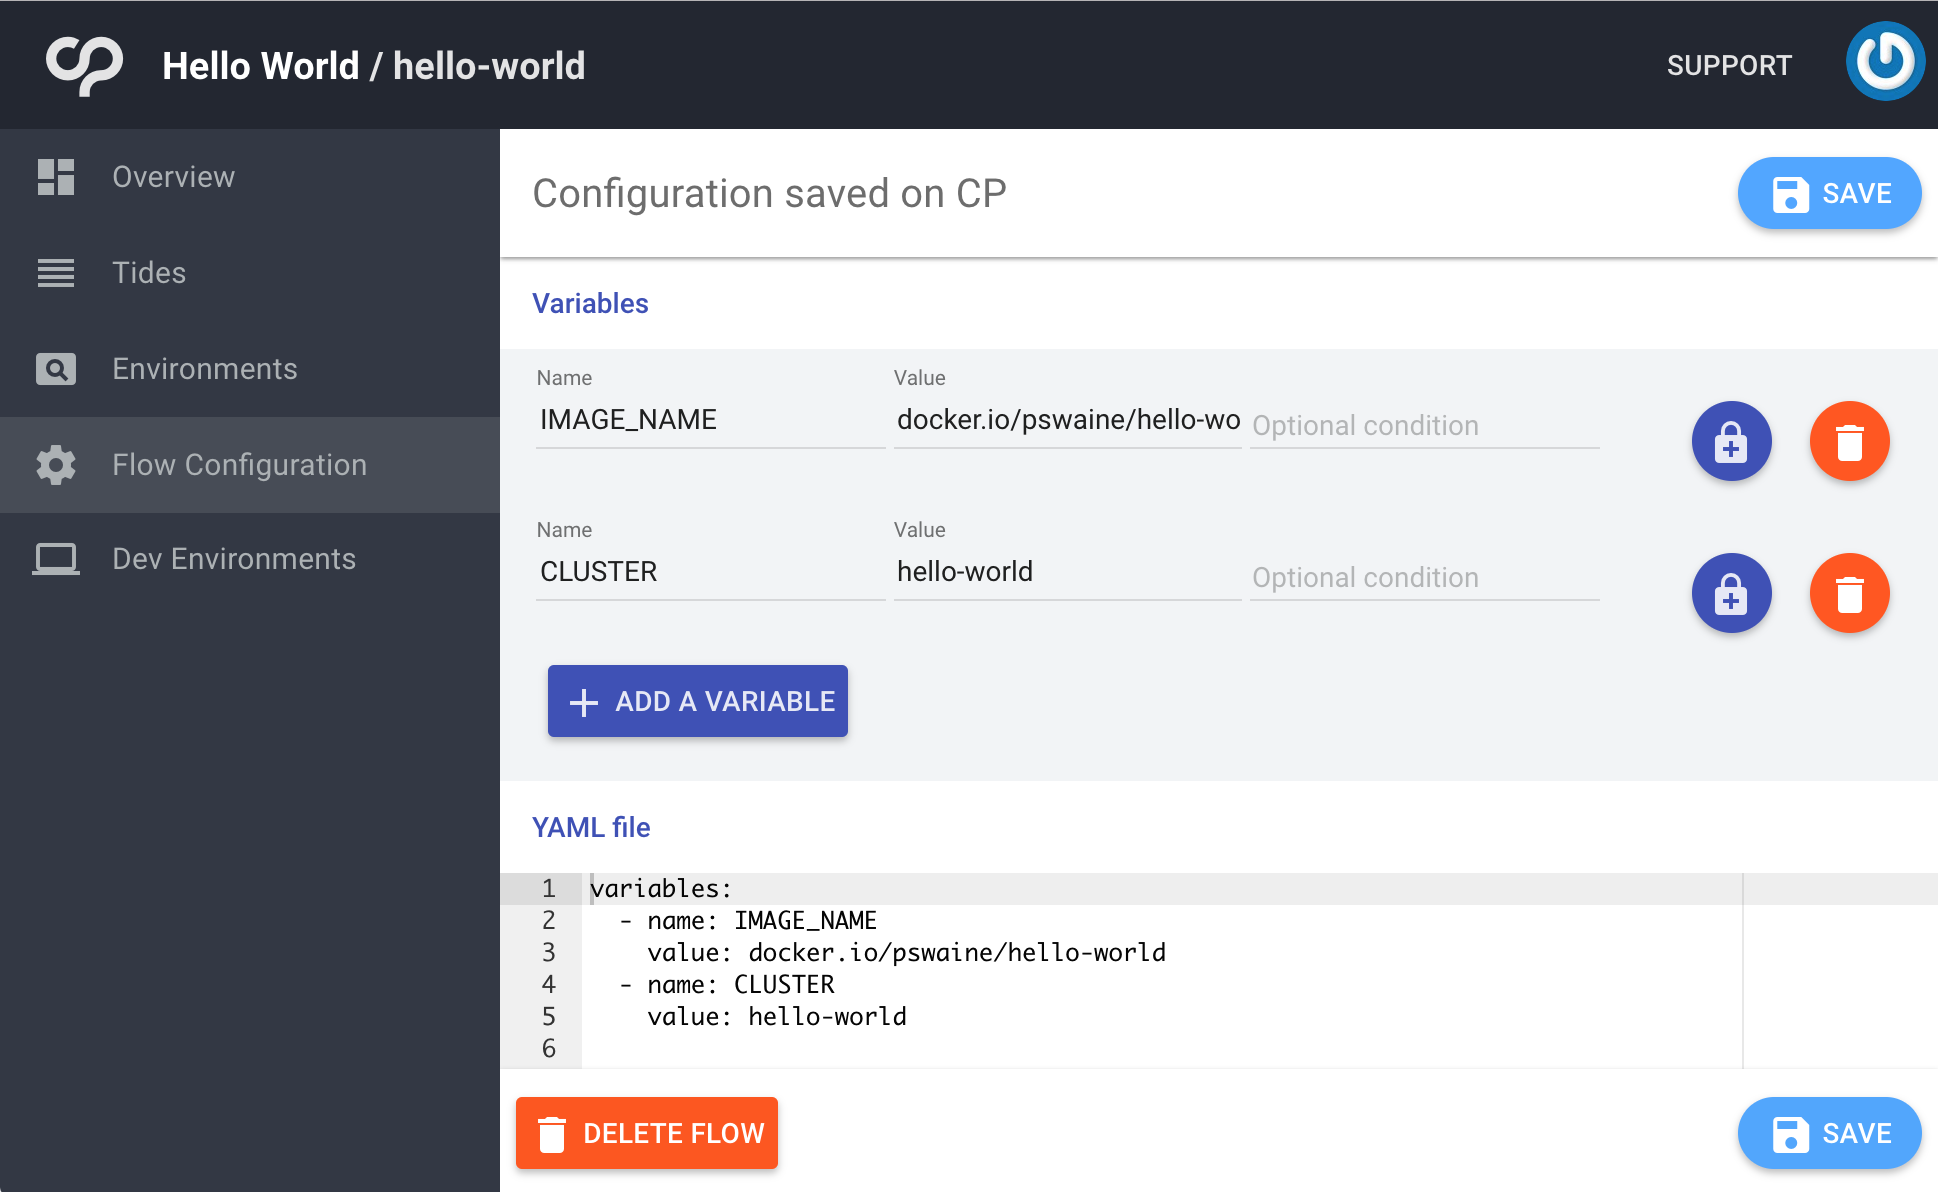 Hello World / hello-world
SUPPORT
Overview
Tides
Environments
Flow Configuration
Dev Environments
Configuration saved on CP
SAVE
Variables
Name Value
IMAGE_NAME docker.io/pswaine/hello-wo Optional condition
Name Value
CLUSTER hello-world Optional condition
ADD A VARIABLE
YAML file
1 variables:
2 - name: IMAGE_NAME
3 value: docker.io/pswaine/hello-world
4 - name: CLUSTER
5 value: hello-world
6
DELETE FLOW
SAVE